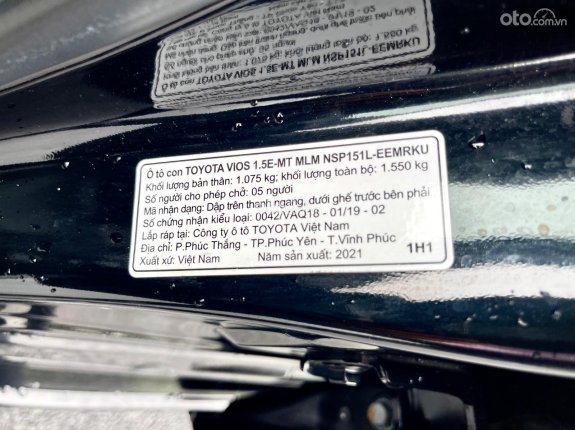 oto.com.vn
Ô tô con TOYOTA VIOS 1.5E-MT MLM NSP151L-EEMRKU
Khối lượng bản thân: 1.075 kg; khối lượng toàn bộ: 1.550 kg
Số người cho phép chở: 05 người
Mã nhận dạng: Dập trên thanh ngang, dưới ghế trước bên phải
Số chứng nhận kiểu loại: 0042/VAQ18 - 01/19 - 02
Lắp ráp tại: Công ty ô tô TOYOTA Việt Nam
Địa chỉ: P.Phúc Thắng - TP.Phúc Yên - T.Vĩnh Phúc
Xuất xứ: Việt Nam Năm sản xuất: 2021 1H1